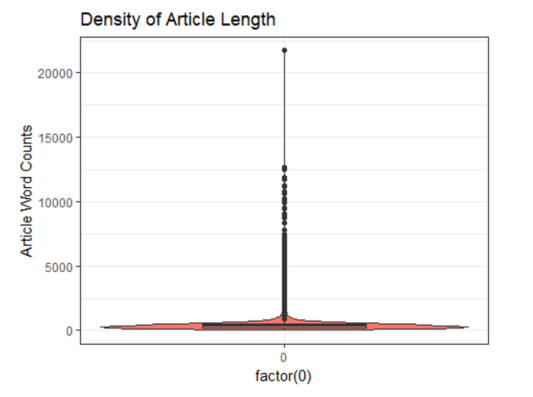 Density of Article Length
20000
15000
10000
5000
0
Article Word Counts
0
factor(0)